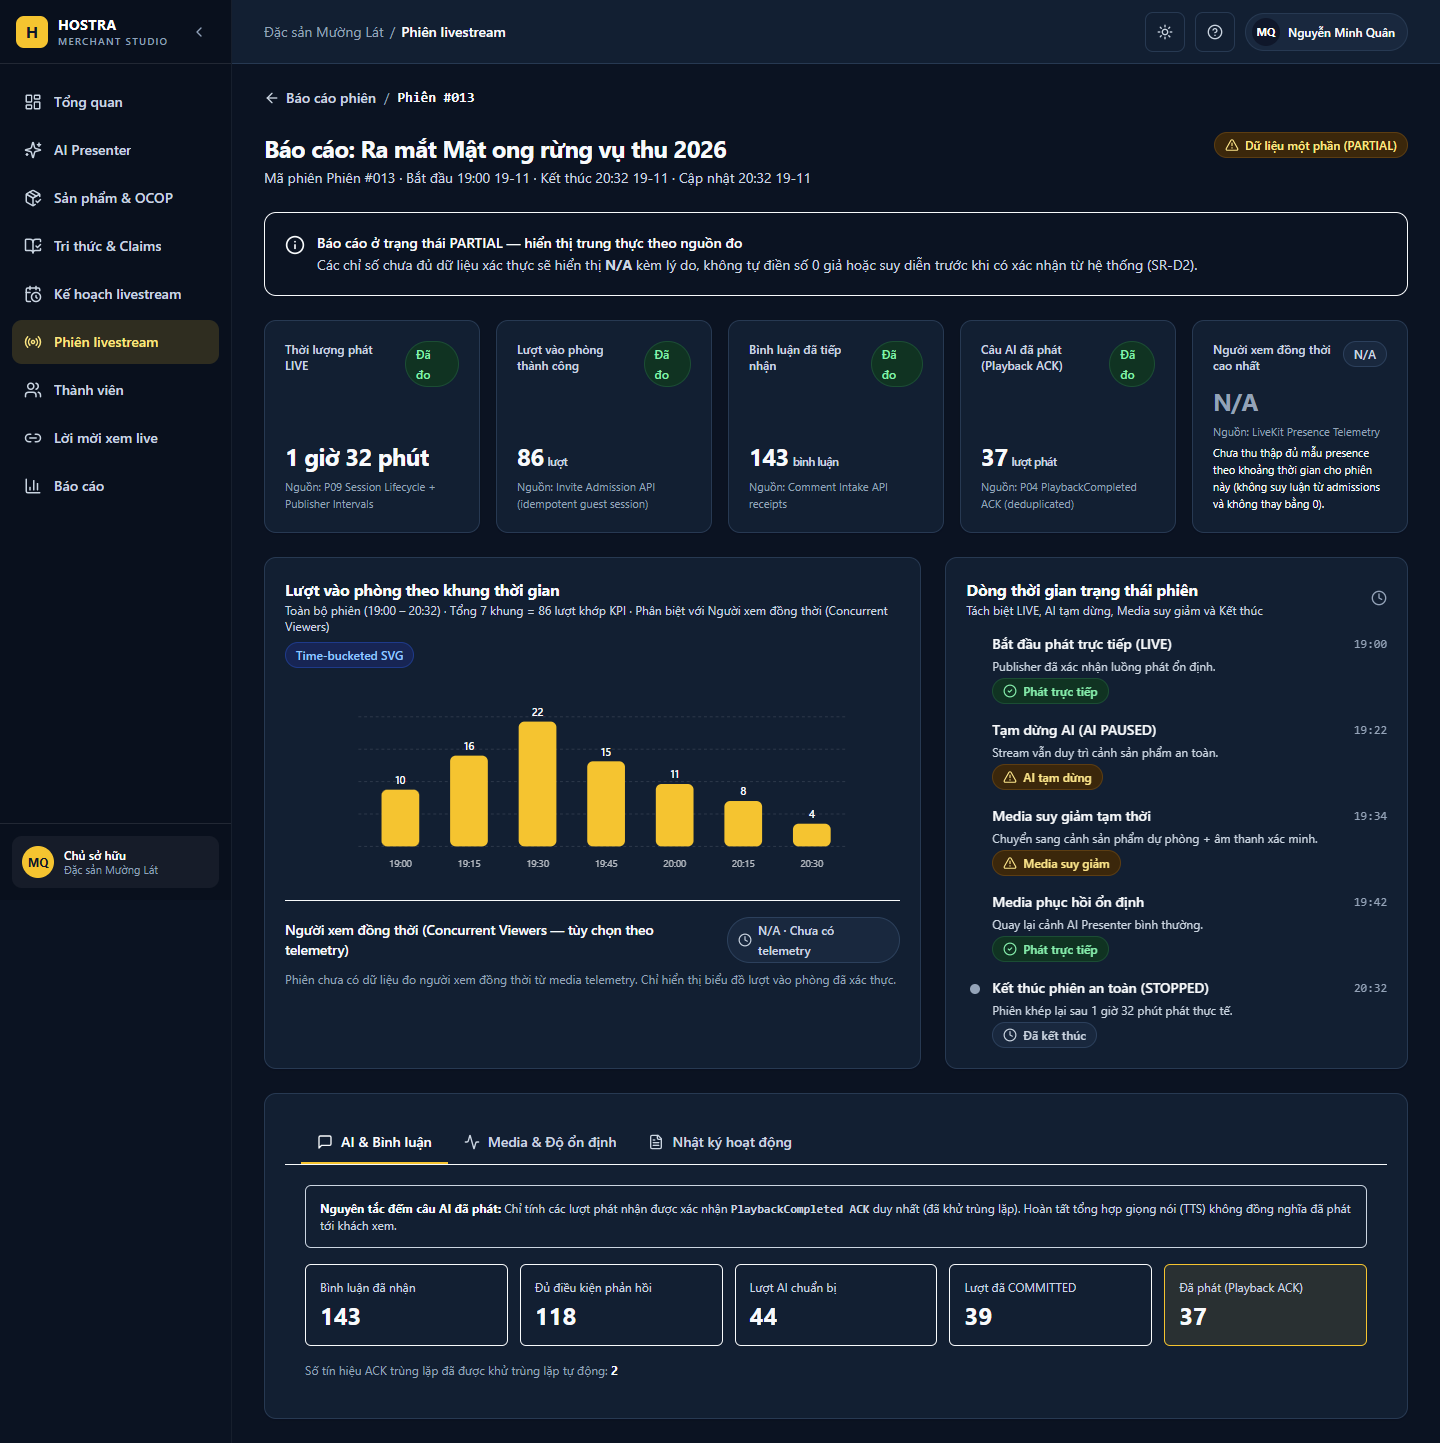 H
HOSTRA
MERCHANT STUDIO
Đặc sản Mường Lát / Phiên livestream
MQ Nguyễn Minh Quân
Tổng quan
AI Presenter
Sản phẩm & OCOP
Tri thức & Claims
Kế hoạch livestream
Phiên livestream
Thành viên
Lời mời xem live
Báo cáo
MQ
Chủ sở hữu
Đặc sản Mường Lát
Báo cáo phiên / Phiên #013
Báo cáo: Ra mắt Mật ong rừng vụ thu 2026
Dữ liệu một phần (PARTIAL)
Mã phiên Phiên #013 · Bắt đầu 19:00 19-11 · Kết thúc 20:32 19-11 · Cập nhật 20:32 19-11
Báo cáo ở trạng thái PARTIAL — hiển thị trung thực theo nguồn đo
Các chỉ số chưa đủ dữ liệu xác thực sẽ hiển thị N/A kèm lý do, không tự điền số 0 giả hoặc suy diễn trước khi có xác nhận từ hệ thống (SR-D2).
Thời lượng phát
LIVE
Đã
đo
1 giờ 32 phút
Nguồn: P09 Session Lifecycle +
Publisher Intervals
Lượt vào phòng
thành công
Đã
đo
86 lượt
Nguồn: Invite Admission API
(idempotent guest session)
Bình luận đã tiếp
nhận
Đã
đo
143 bình luận
Nguồn: Comment Intake API
receipts
Câu AI đã phát
(Playback ACK)
Đã
đo
37 lượt phát
Nguồn: P04 PlaybackCompleted
ACK (deduplicated)
Người xem đồng thời
cao nhất
N/A
N/A
Nguồn: LiveKit Presence Telemetry
Chưa thu thập đủ mẫu presence
theo khoảng thời gian cho phiên
này (không suy luận từ admissions
và không thay bằng 0).
Lượt vào phòng theo khung thời gian
Toàn bộ phiên (19:00 – 20:32) · Tổng 7 khung = 86 lượt khớp KPI · Phân biệt với Người xem đồng thời (Concurrent
Viewers)
Time-bucketed SVG
10
16
22
15
11
8
4
19:00
19:15
19:30
19:45
20:00
20:15
20:30
Người xem đồng thời (Concurrent Viewers — tùy chọn theo
telemetry)
N/A · Chưa có
telemetry
Phiên chưa có dữ liệu đo người xem đồng thời từ media telemetry. Chỉ hiển thị biểu đồ lượt vào phòng đã xác thực.
Dòng thời gian trạng thái phiên
Tách biệt LIVE, AI tạm dừng, Media suy giảm và Kết thúc
Bắt đầu phát trực tiếp (LIVE) 19:00
Publisher đã xác nhận luồng phát ổn định.
Phát trực tiếp
Tạm dừng AI (AI PAUSED) 19:22
Stream vẫn duy trì cảnh sản phẩm an toàn.
AI tạm dừng
Media suy giảm tạm thời 19:34
Chuyển sang cảnh sản phẩm dự phòng + âm thanh xác minh.
Media suy giảm
Media phục hồi ổn định 19:42
Quay lại cảnh AI Presenter bình thường.
Phát trực tiếp
Kết thúc phiên an toàn (STOPPED) 20:32
Phiên khép lại sau 1 giờ 32 phút phát thực tế.
Đã kết thúc
AI & Bình luận
Media & Độ ổn định
Nhật ký hoạt động
Nguyên tắc đếm câu AI đã phát: Chỉ tính các lượt phát nhận được xác nhận PlaybackCompleted ACK duy nhất (đã khử trùng lặp). Hoàn tất tổng hợp giọng nói (TTS) không đồng nghĩa đã phát
tới khách xem.
Bình luận đã nhận
143
Đủ điều kiện phản hồi
118
Lượt AI chuẩn bị
44
Lượt đã COMMITTED
39
Đã phát (Playback ACK)
37
Số tín hiệu ACK trùng lặp đã được khử trùng lặp tự động: 2